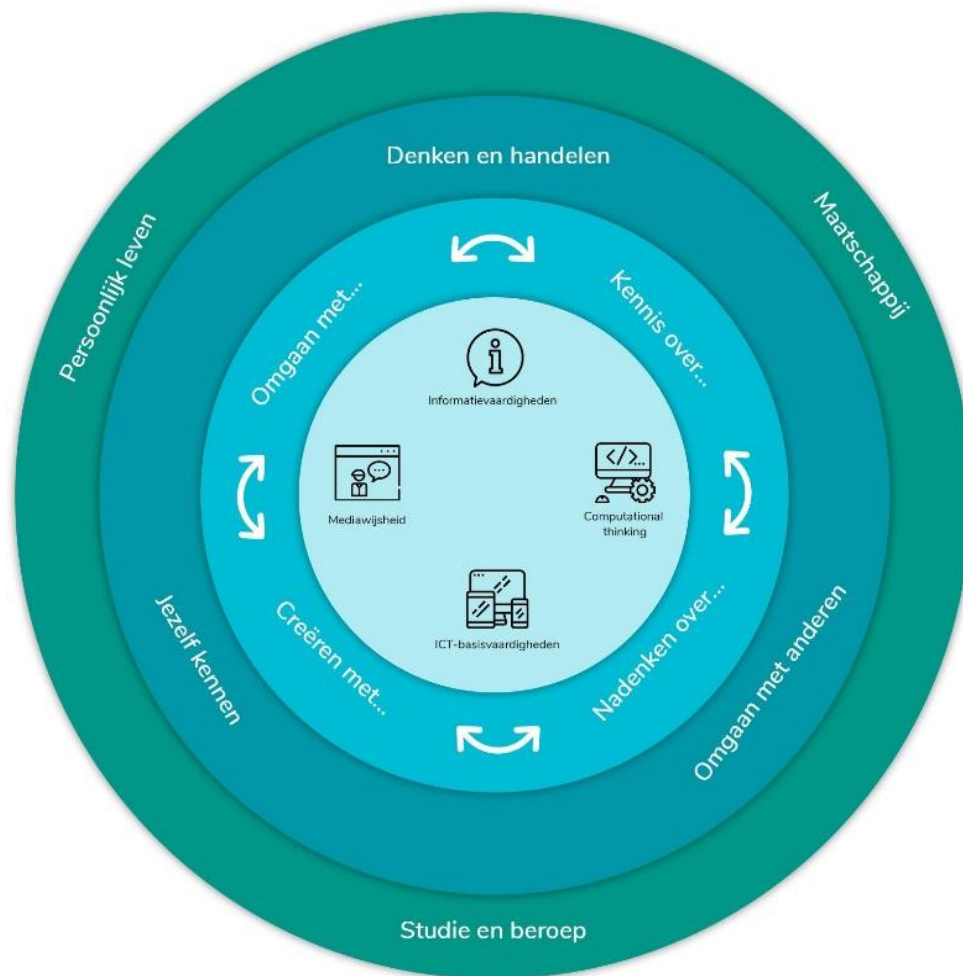 Denken en handelen
Persoonlijk leven
Maatschappij
Omgaan met...
Kennis over...
Informatievaardigheden
Mediawijsheid
</>...
Computational
thinking
ICT-basisvaardigheden
Creëren met...
Nadenken over...
Jezelf kennen
Omgaan met anderen
Studie en beroep